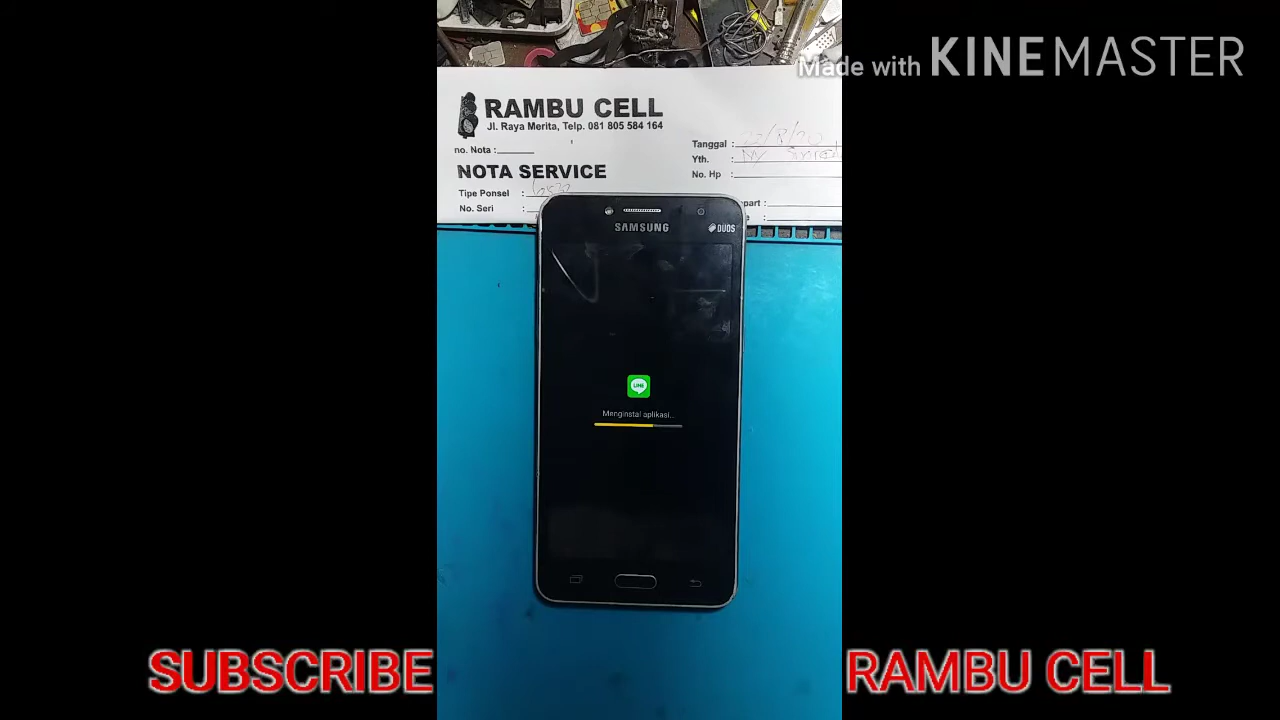 Made with KINEMASTER
RAMBU CELL
Jl. Raya Merita, Telp. 081 805 584 164
no. Nota :
Tanggal :
Yth. :
NOTA SERVICE
No. Hp :
Tipe Ponsel :
No. Seri :
SAMSUNG
DUOS
LINE
Menginstal aplikasi...
SUBSCRIBE RAMBU CELL